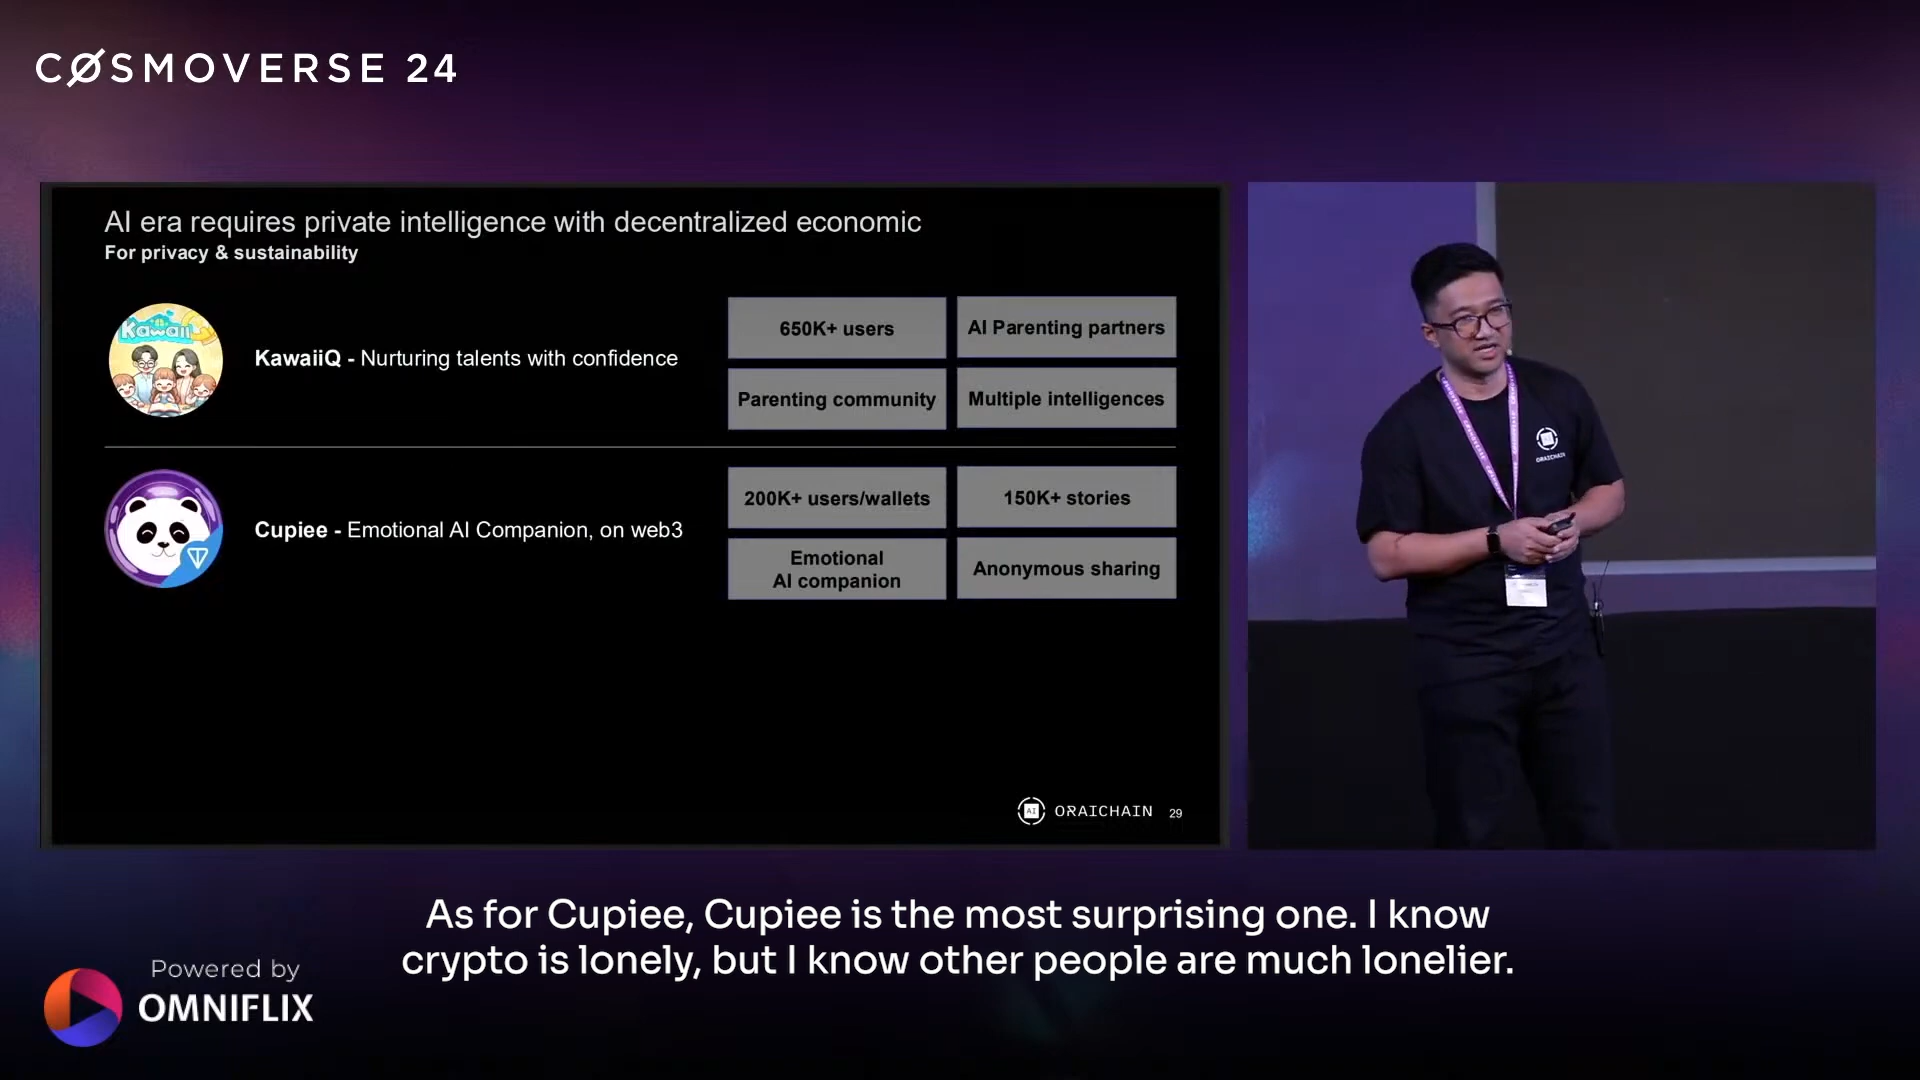 CØSMOVERSE 24
AI era requires private intelligence with decentralized economic
For privacy & sustainability
Kawaii
KawaiiQ - Nurturing talents with confidence
650K+ users
AI Parenting partners
Parenting community
Multiple intelligences
Cupiee - Emotional AI Companion, on web3
200K+ users/wallets
150K+ stories
Emotional
AI companion
Anonymous sharing
AI
ORAICHAIN
29
ORAICHAIN
As for Cupiee, Cupiee is the most surprising one. I know
crypto is lonely, but I know other people are much lonelier.
Powered by
OMNIFLIX